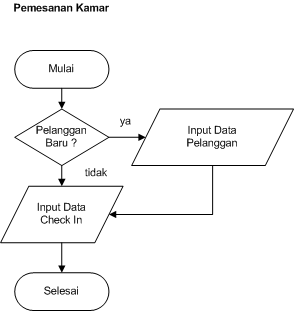 Pemesanan Kamar
Mulai
Pelanggan
Baru ?
ya
Input Data
Pelanggan
tidak
Input Data
Check In
Selesai